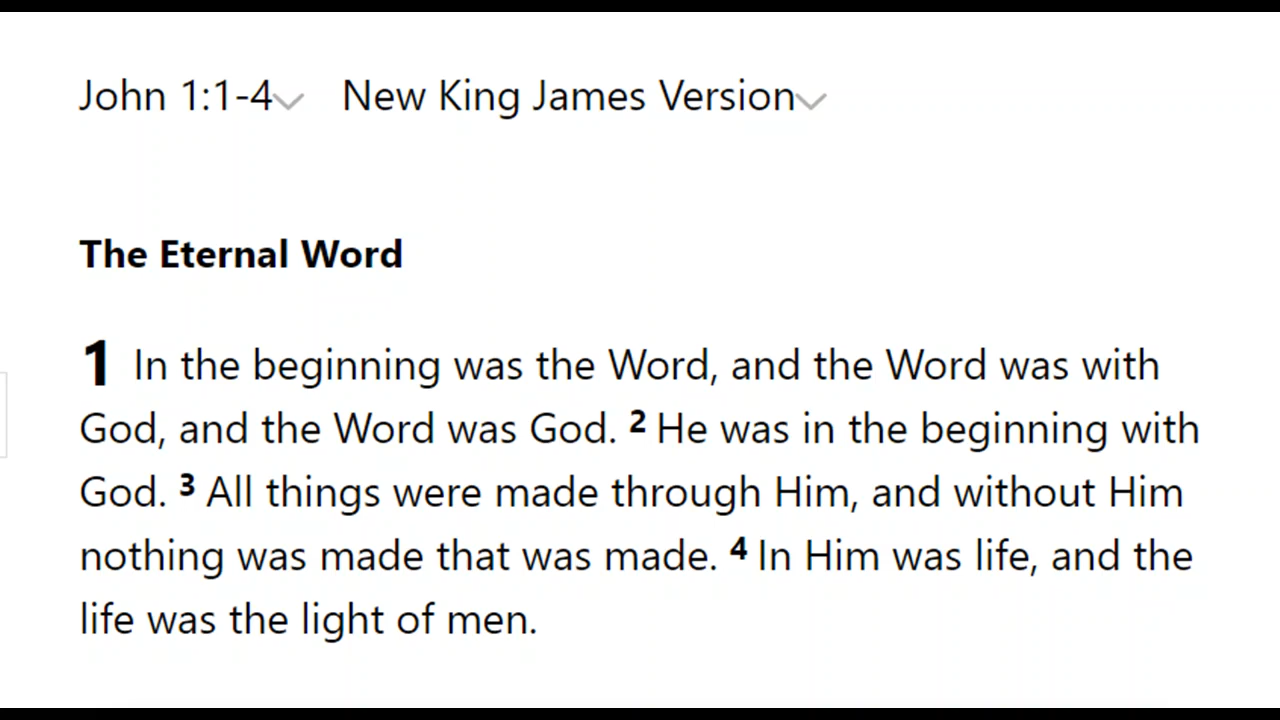 John 1:1-4 New King James Version
The Eternal Word
1 In the beginning was the Word, and the Word was with
God, and the Word was God. 2 He was in the beginning with
God. 3 All things were made through Him, and without Him
nothing was made that was made. 4 In Him was life, and the
life was the light of men.